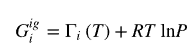 G_i^{ig} = Γ_i (T) + RT lnP